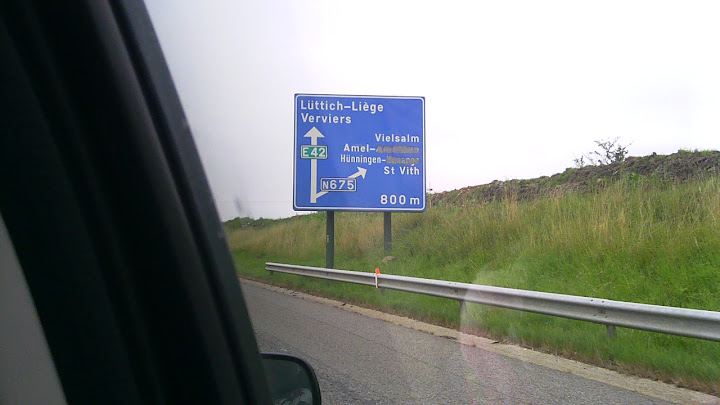 Lüttich-Liège
Verviers
Vielsalm
Amel-
E42
Hünningen-
St Vith
N675
800 m